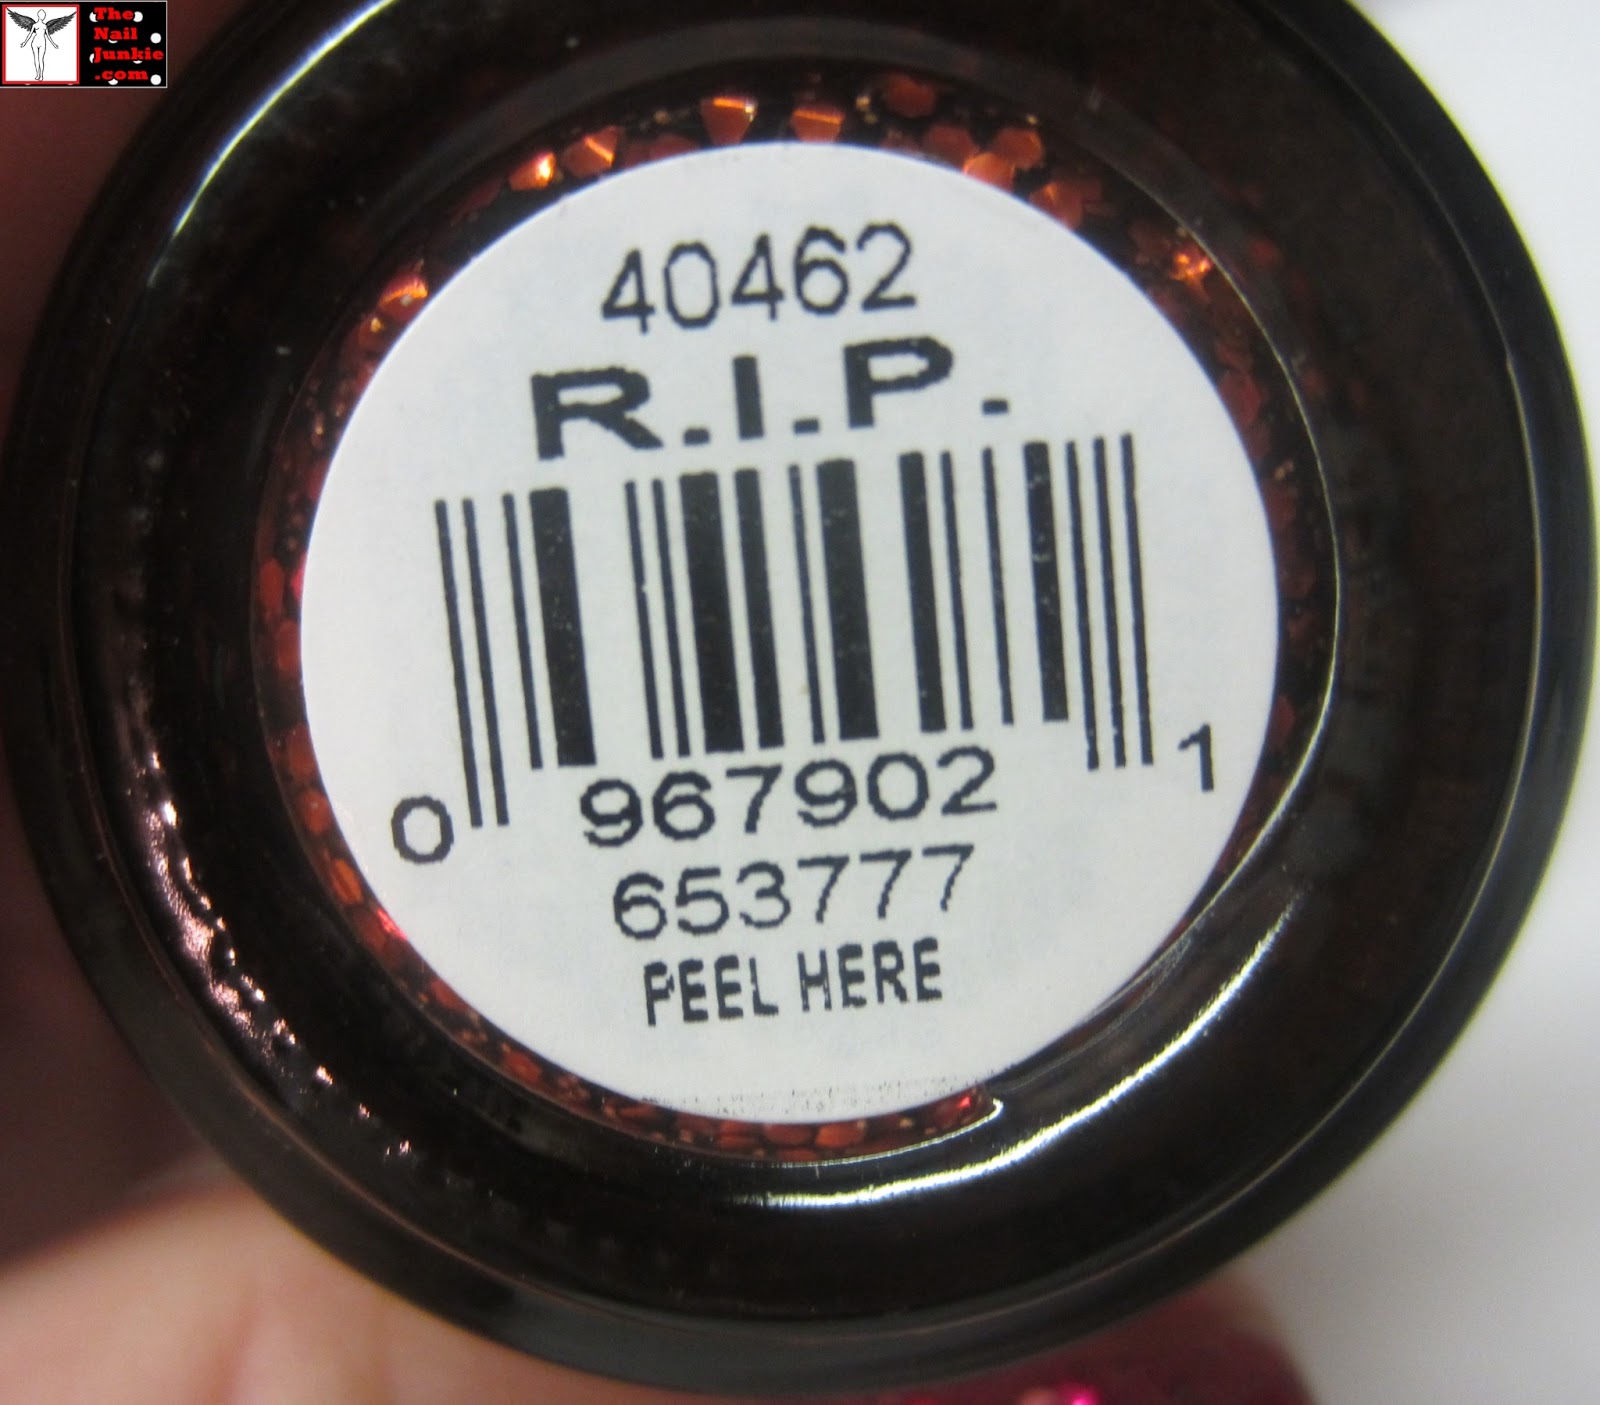 The
Nail
Junkie
.com
40462
R.I.P.
0 967902 1
653777
PEEL HERE